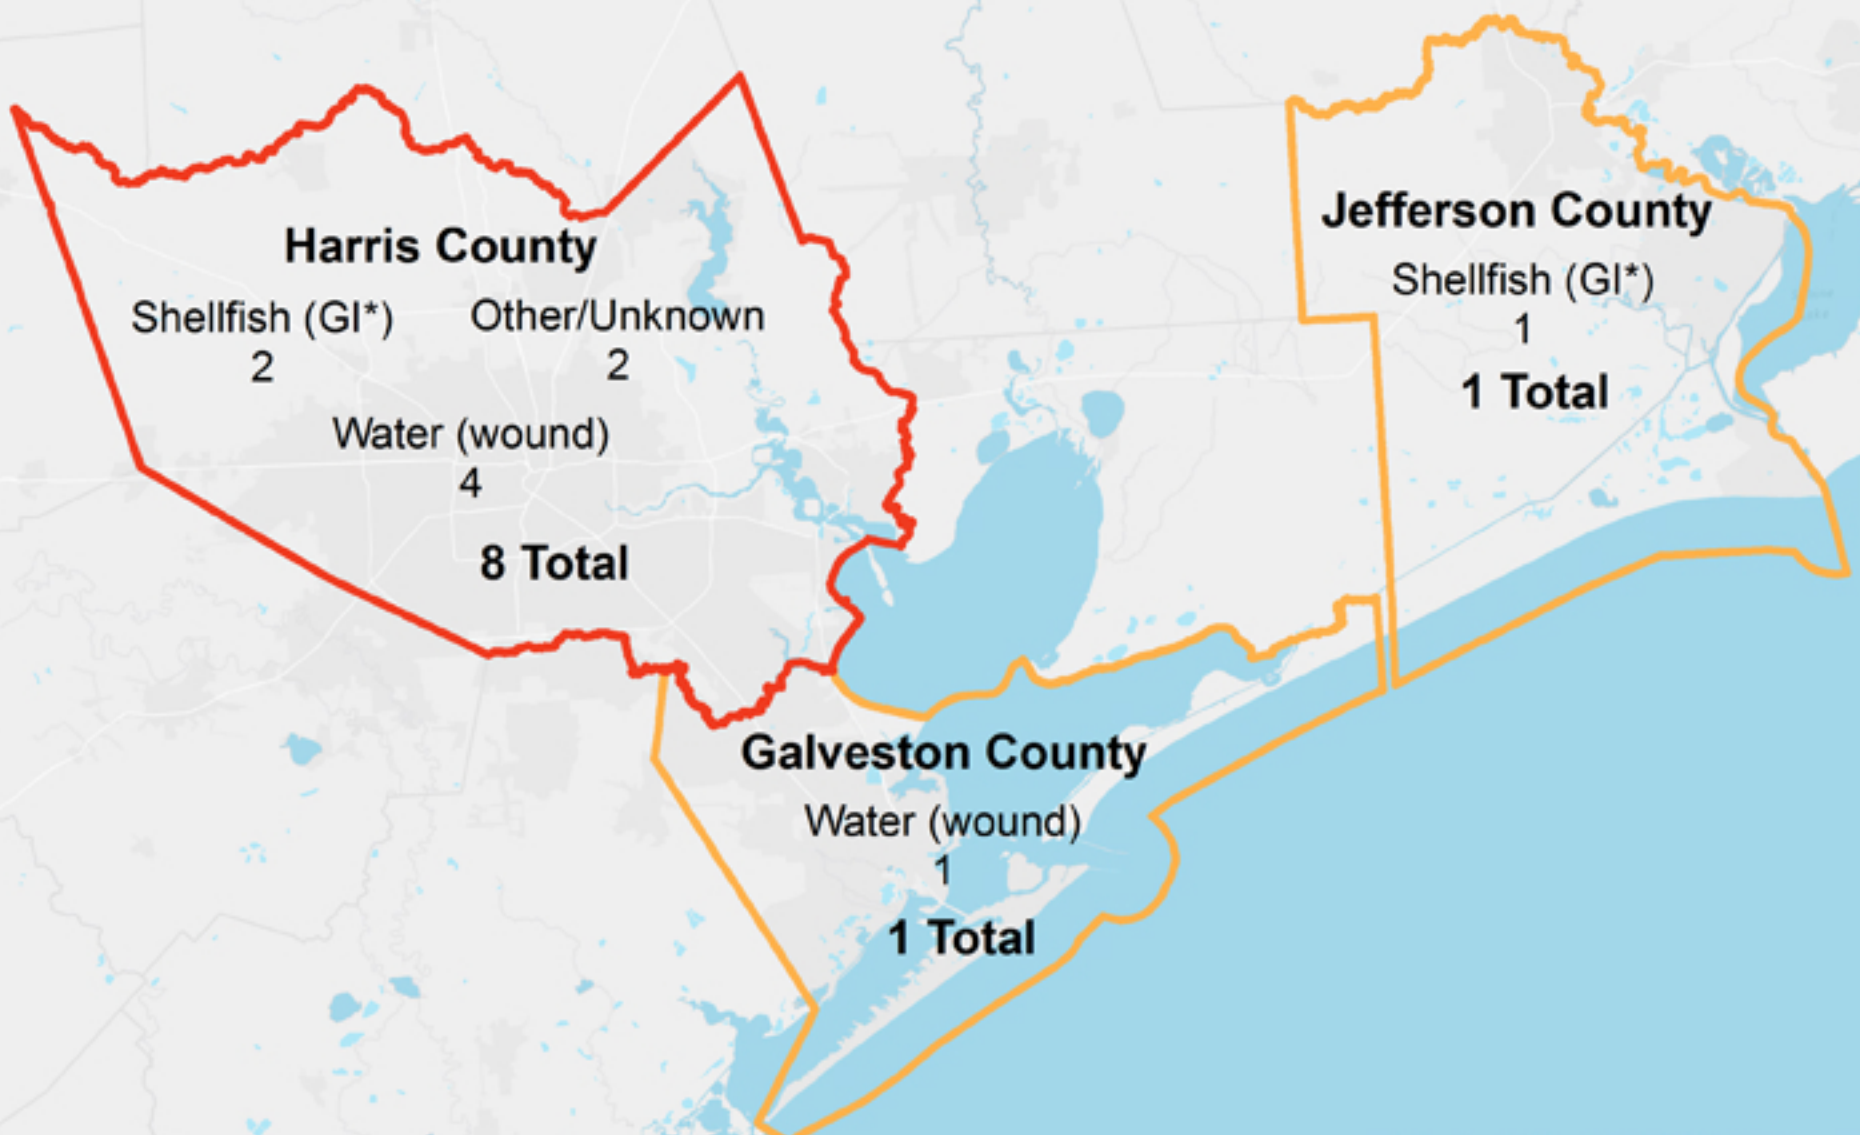 Harris County
Shellfish (GI*) Other/Unknown
2 2
Water (wound)
4
8 Total
Jefferson County
Shellfish (GI*)
1
1 Total
Galveston County
Water (wound)
1
1 Total